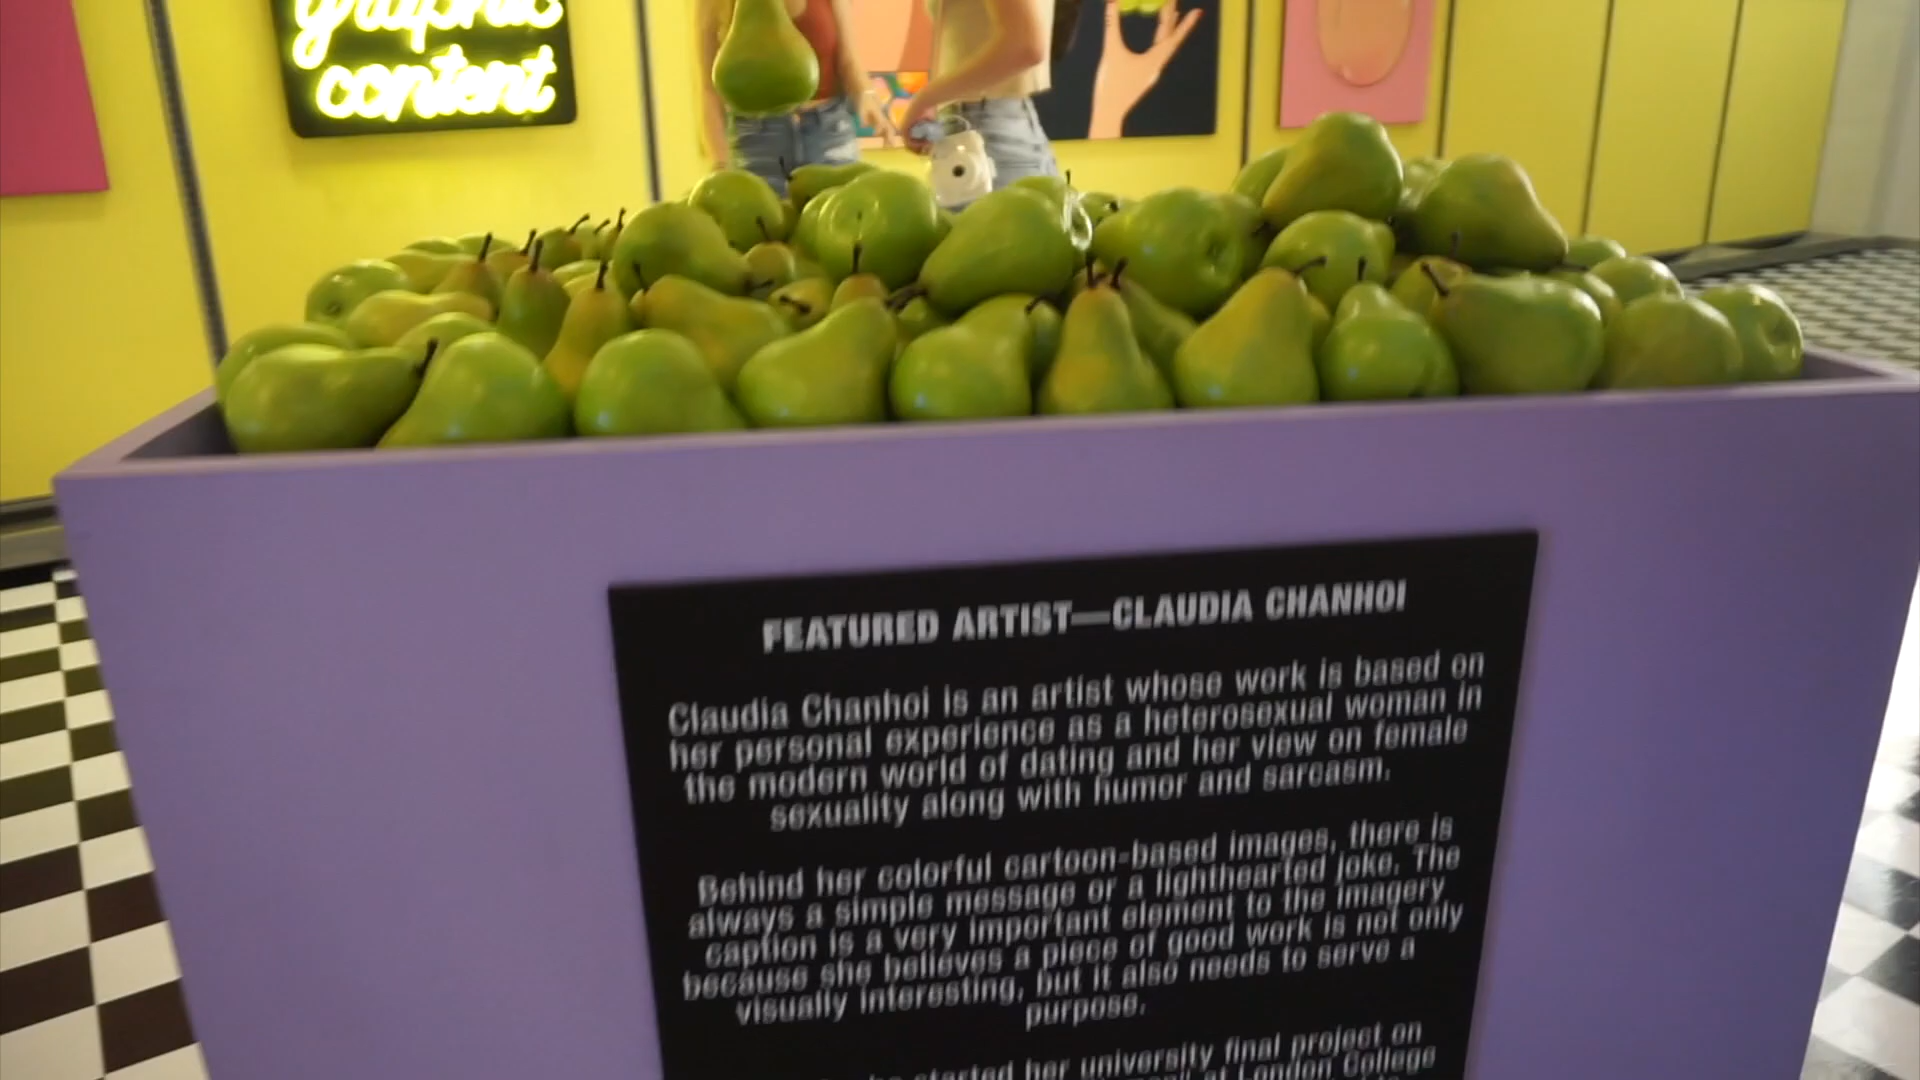 graphic
content
FEATURED ARTIST—CLAUDIA CHANHOI
Claudia Chanhoi is an artist whose work is based on
her personal experience as a heterosexual woman in
the modern world of dating and her view on female
sexuality along with humor and sarcasm.
Behind her colorful cartoon-based images, there is
always a simple message or a lighthearted joke. The
caption is a very important element to the imagery
because she believes a piece of good work is not only
visually interesting, but it also needs to serve a
purpose.
started her university final project on
at London College